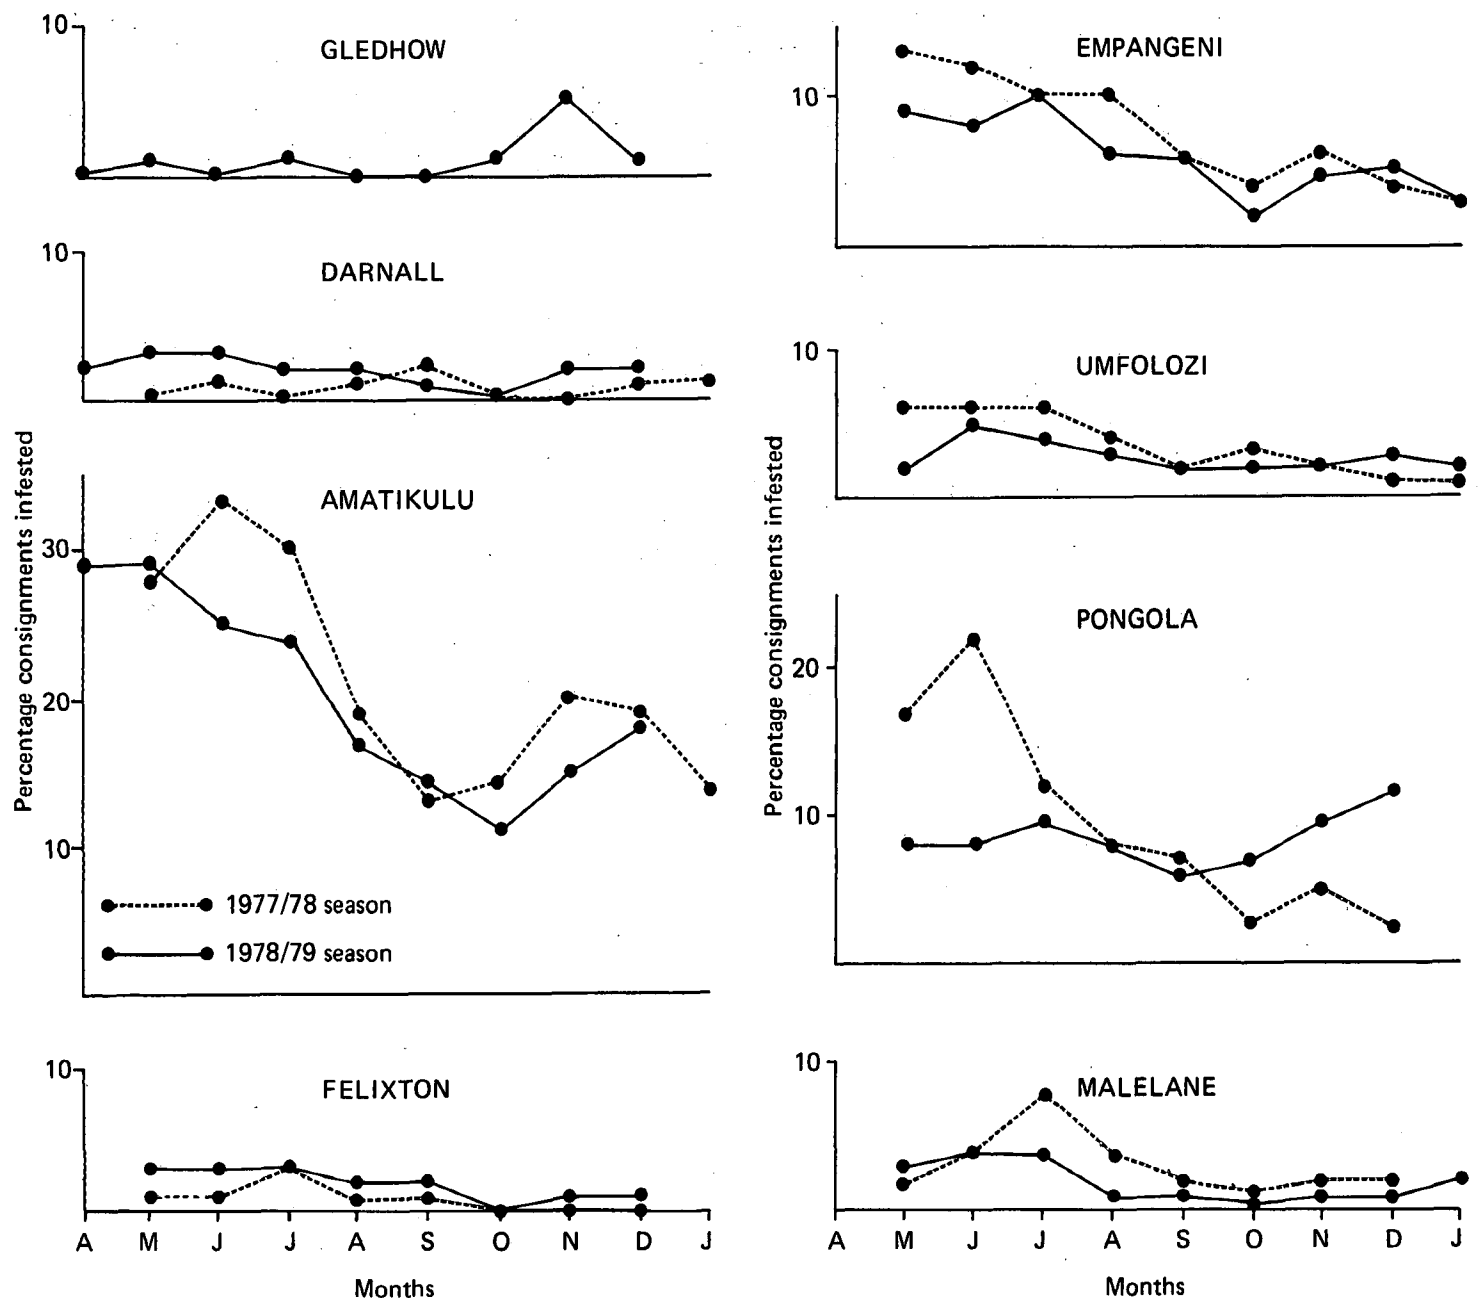 10
GLEDHOW
10
DARNALL
Percentage consignments infested
30
20
10
AMATIKULU
1977/78 season
1978/79 season
10
FELIXTON
A M J J A S O N D J
Months
10
EMPANGENI
10
UMFOLOZI
Percentage consignments infested
20
10
PONGOLA
10
MALELANE
A M J J A S O N D J
Months